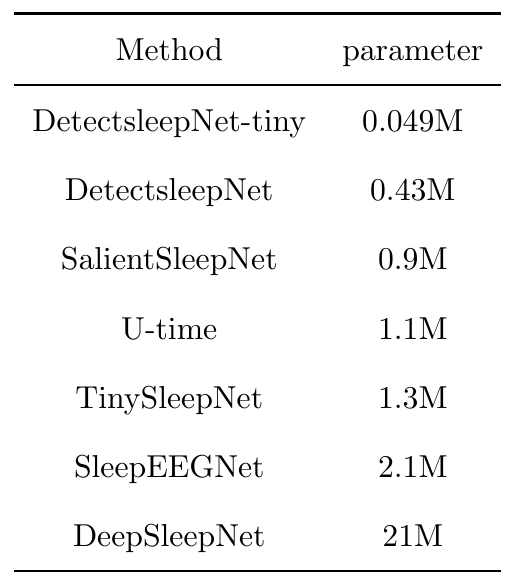 Method parameter
DetectsleepNet-tiny 0.049M
DetectsleepNet 0.43M
SalientSleepNet 0.9M
U-time 1.1M
TinySleepNet 1.3M
SleepEEGNet 2.1M
DeepSleepNet 21M